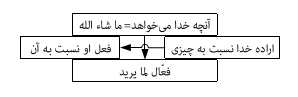 آنچه خدا می‌خواهد= ما شاء الله
اراده خدا نسبت به چیزی
فعل او نسبت به آن
فعّال لما یرید